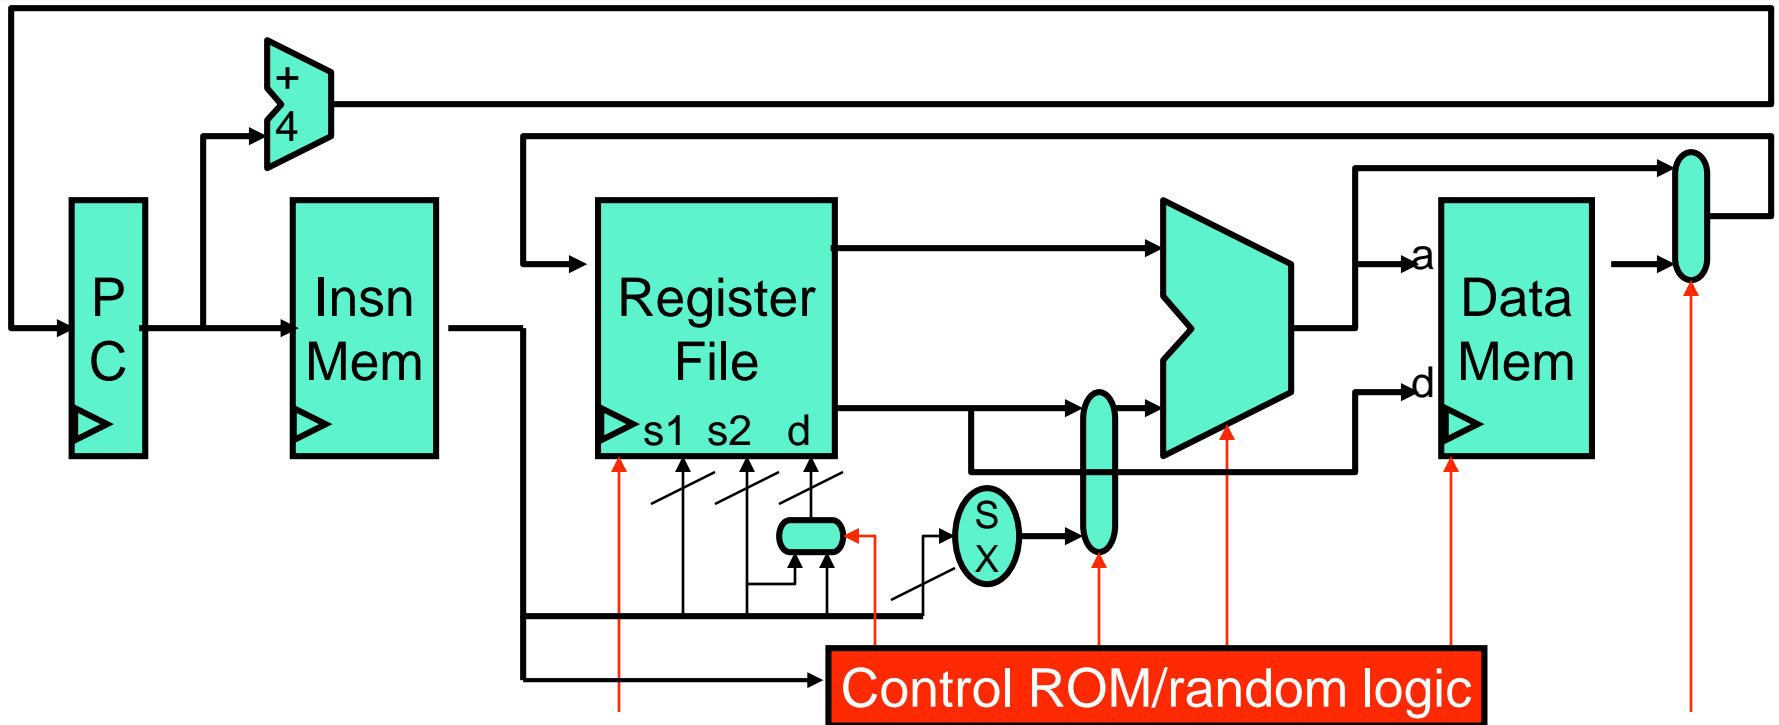 +
4
P
C
Insn
Mem
Register
File
s1 s2 d
a
d
Data
Mem
S
X
Control ROM/random logic